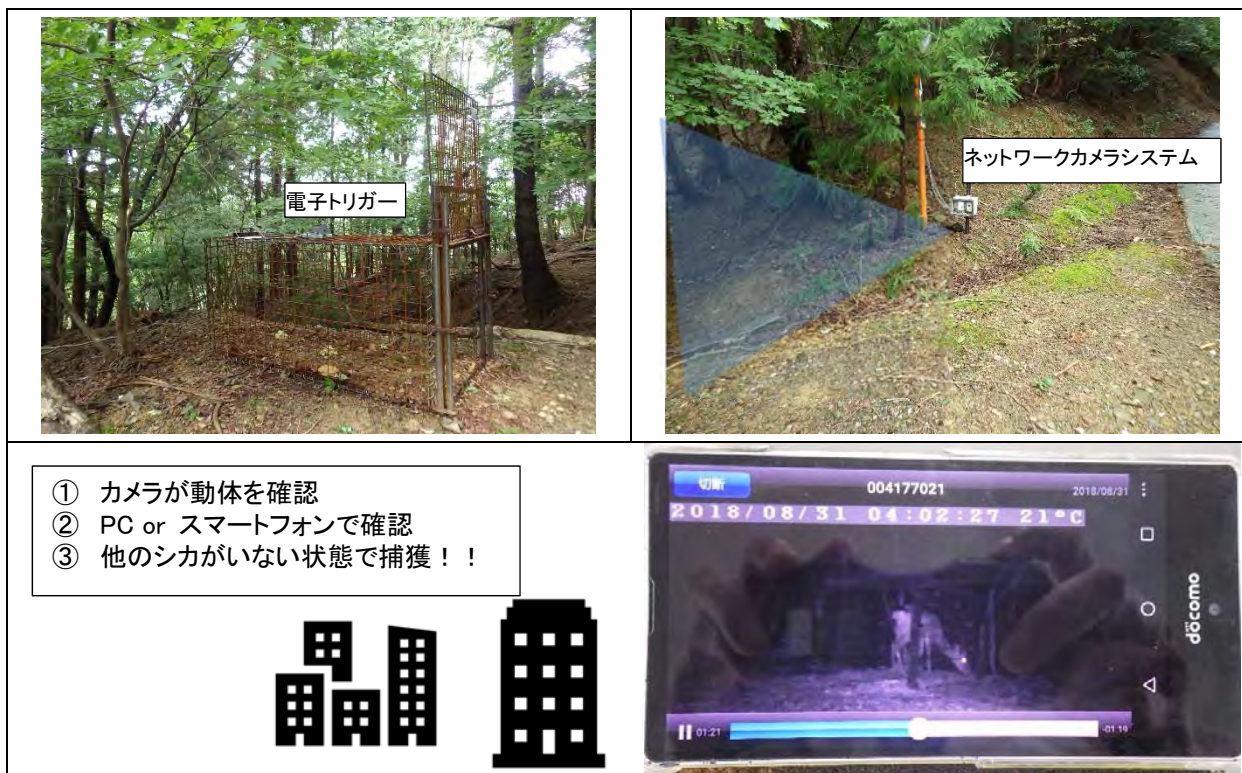 電子トリガー
ネットワークカメラシステム
① カメラが動体を確認
② PC or スマートフォンで確認
③ 他のシカがいない状態で捕獲！！
切断
004177021
2018/08/31
2018/08/31 04:02:27 21°C
01:21
-01:19
döcomo